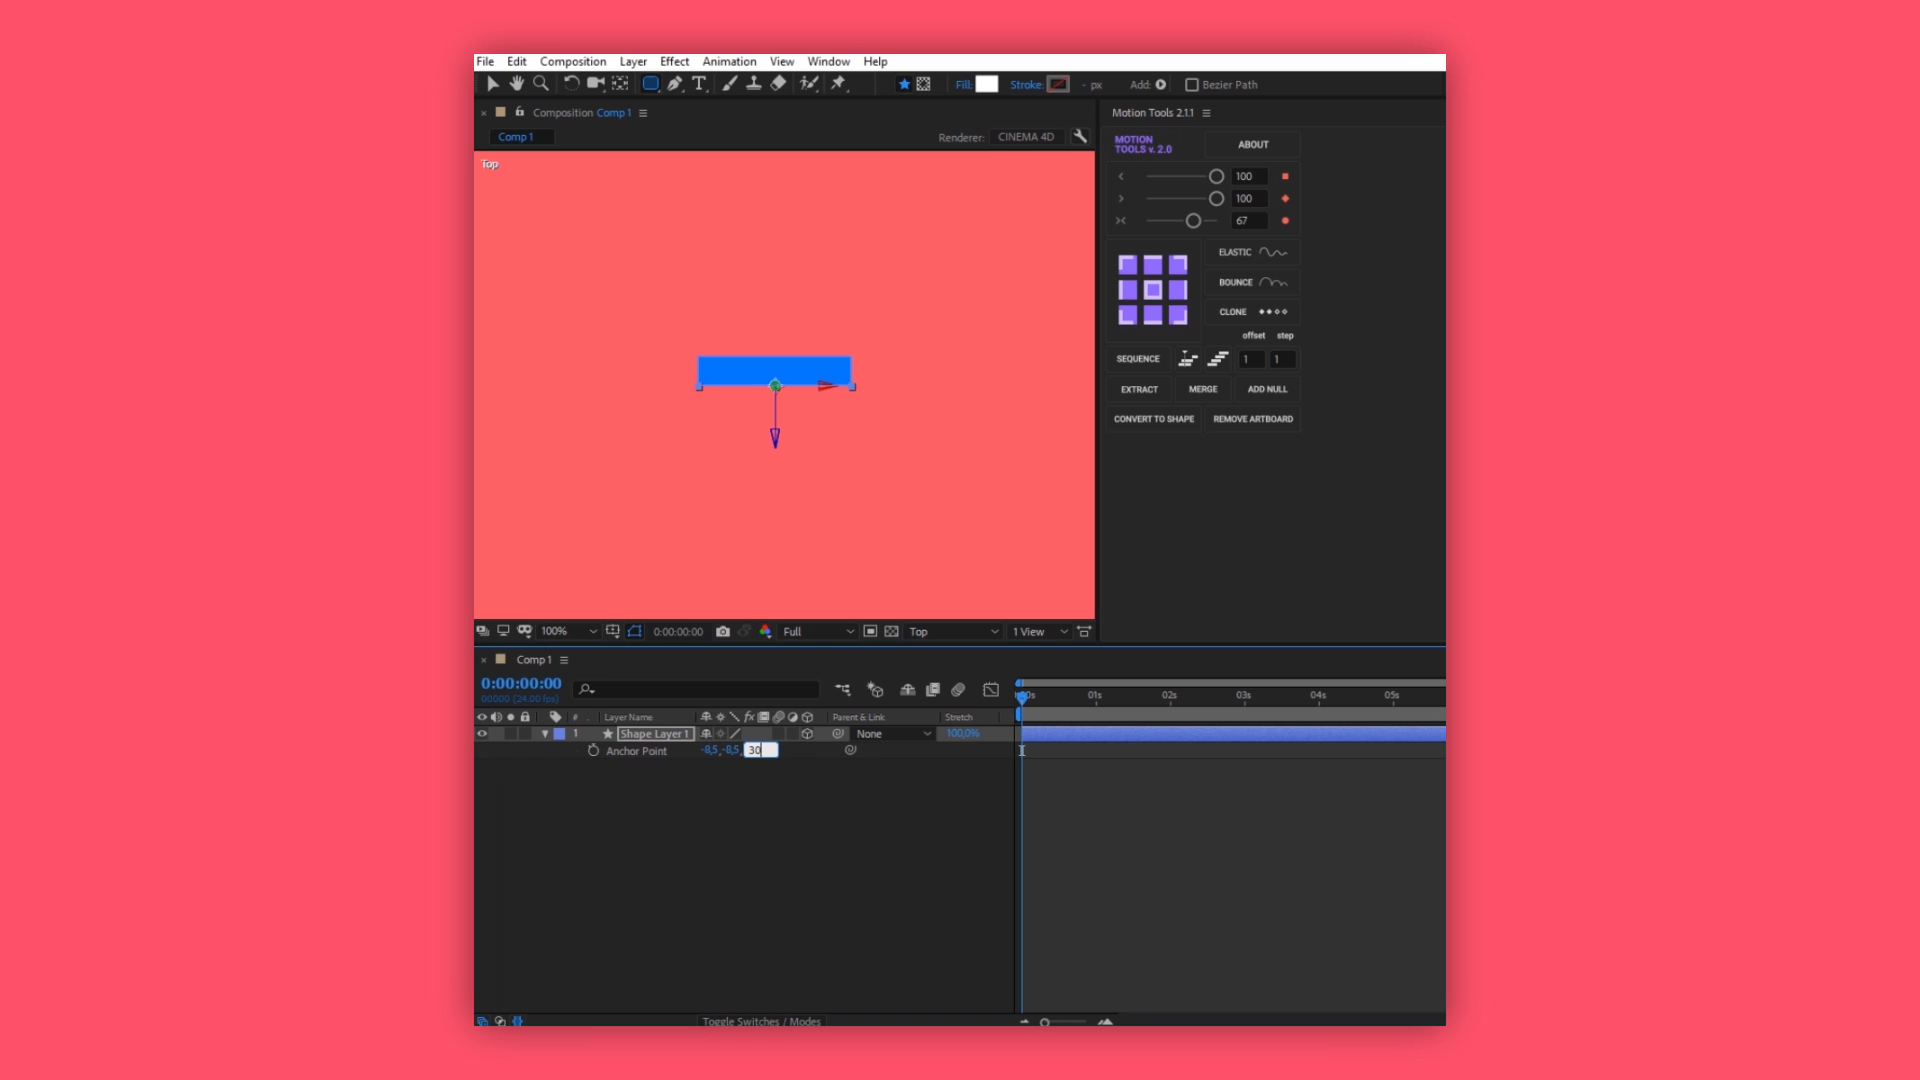 File Edit Composition Layer Effect Animation View Window Help
Fill: Stroke: - px Add: Bezier Path
Composition Comp 1
Motion Tools 2.1.1
Comp 1
Renderer: CINEMA 4D
MOTION TOOLS v. 2.0
ABOUT
Top
< 100
> 100
>< 67
ELASTIC
BOUNCE
CLONE
offset step
SEQUENCE 1 1
EXTRACT MERGE ADD NULL
CONVERT TO SHAPE REMOVE ARTBOARD
100% 0:00:00:00 Full Top 1 View
Comp 1
0:00:00:00
00000 (24.00 fps)
01s 02s 03s 04s 05s
# Layer Name fx Parent & Link Stretch
1 Shape Layer 1 None 100,0%
Anchor Point -8,5, -8,5, 30
Toggle Switches / Modes